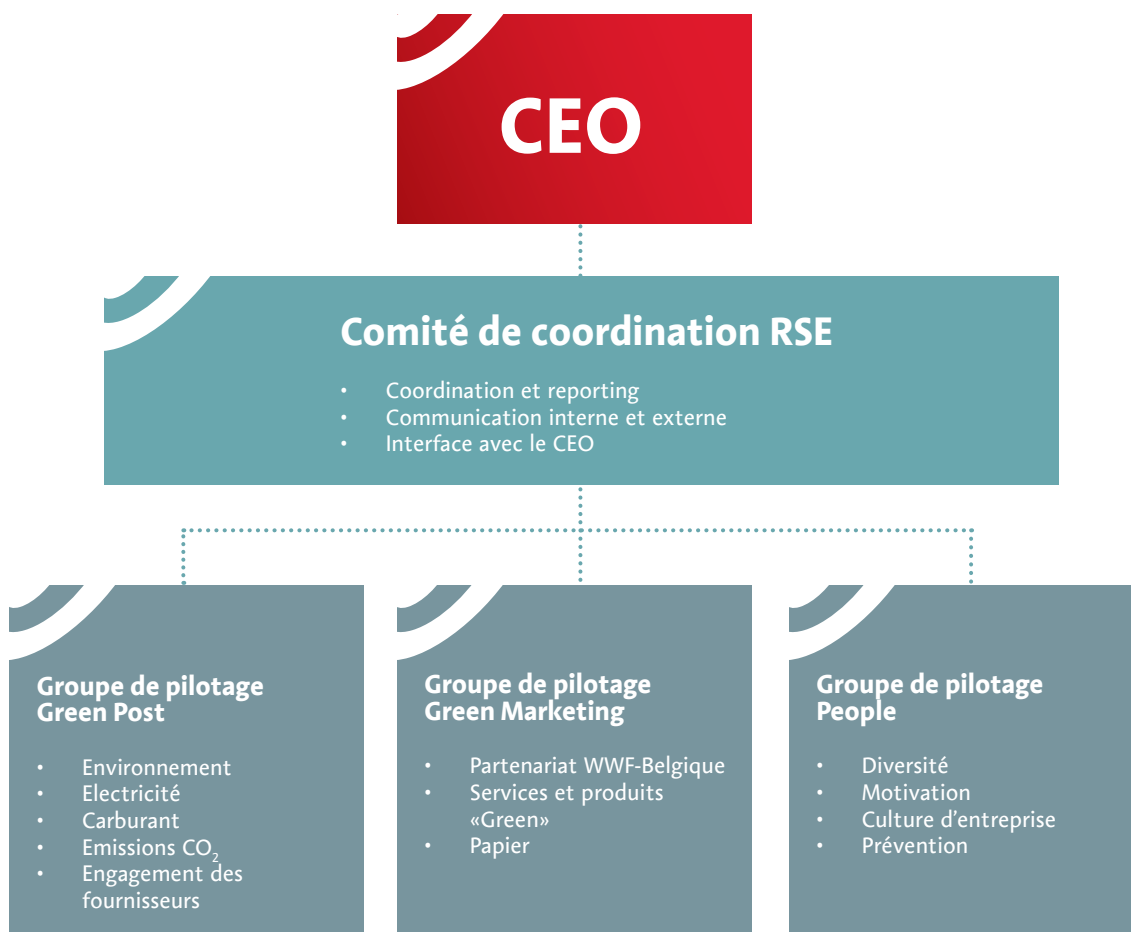 CEO
Comité de coordination RSE
• Coordination et reporting
• Communication interne et externe
• Interface avec le CEO
Groupe de pilotage
Green Post
• Environnement
• Electricité
• Carburant
• Emissions CO₂
• Engagement des
fournisseurs
Groupe de pilotage
Green Marketing
• Partenariat WWF-Belgique
• Services et produits
«Green»
• Papier
Groupe de pilotage
People
• Diversité
• Motivation
• Culture d'entreprise
• Prévention